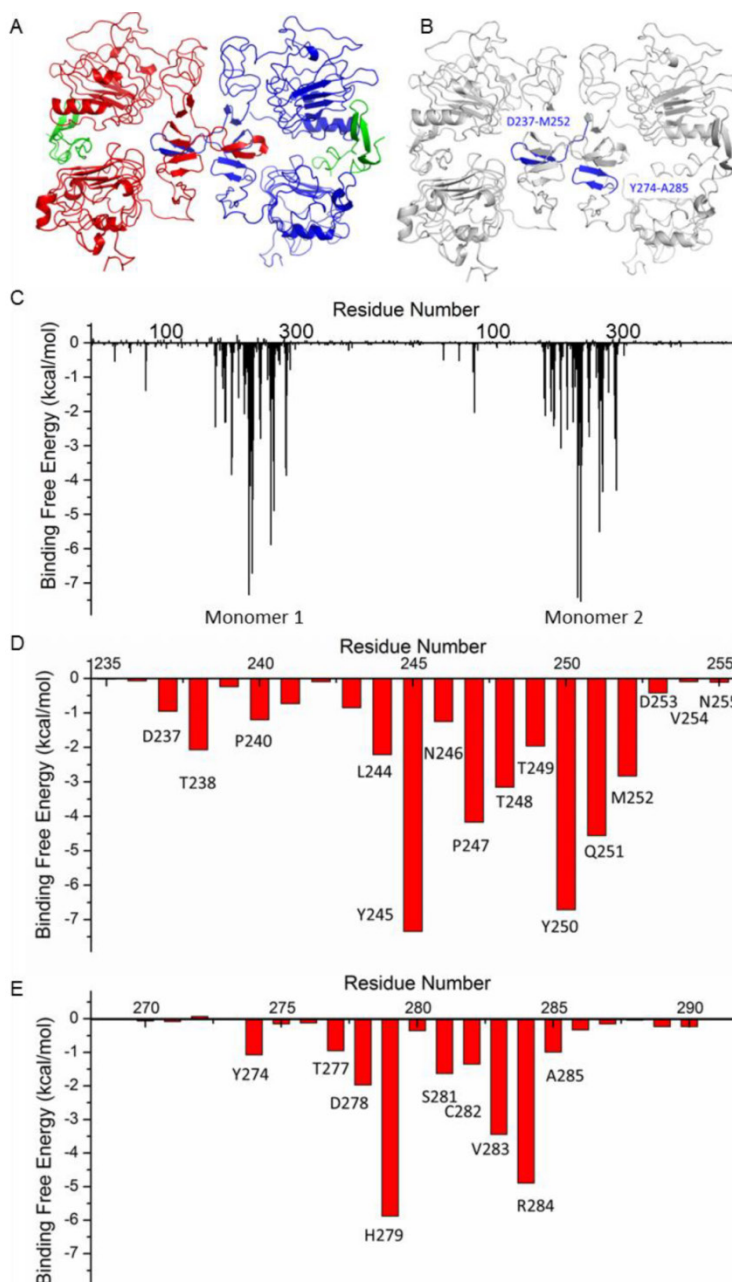 A
B
D237-M252
Y274-A285
C
Residue Number
1 100 300 100 300
0
-1
-2
-3
-4
-5
-6
-7
Binding Free Energy (kcal/mol)
Monomer 1 Monomer 2
D
Residue Number
235 240 245 250 255
0
-1
-2
-3
-4
-5
-6
-7
Binding Free Energy (kcal/mol)
D237
T238
P240
L244
Y245
N246
P247
T248
T249
Y250
Q251
M252
D253
V254
N255
E
Residue Number
270 275 280 285 290
0
-1
-2
-3
-4
-5
-6
-7
Binding Free Energy (kcal/mol)
Y274
T277
D278
H279
S281
C282
V283
R284
A285